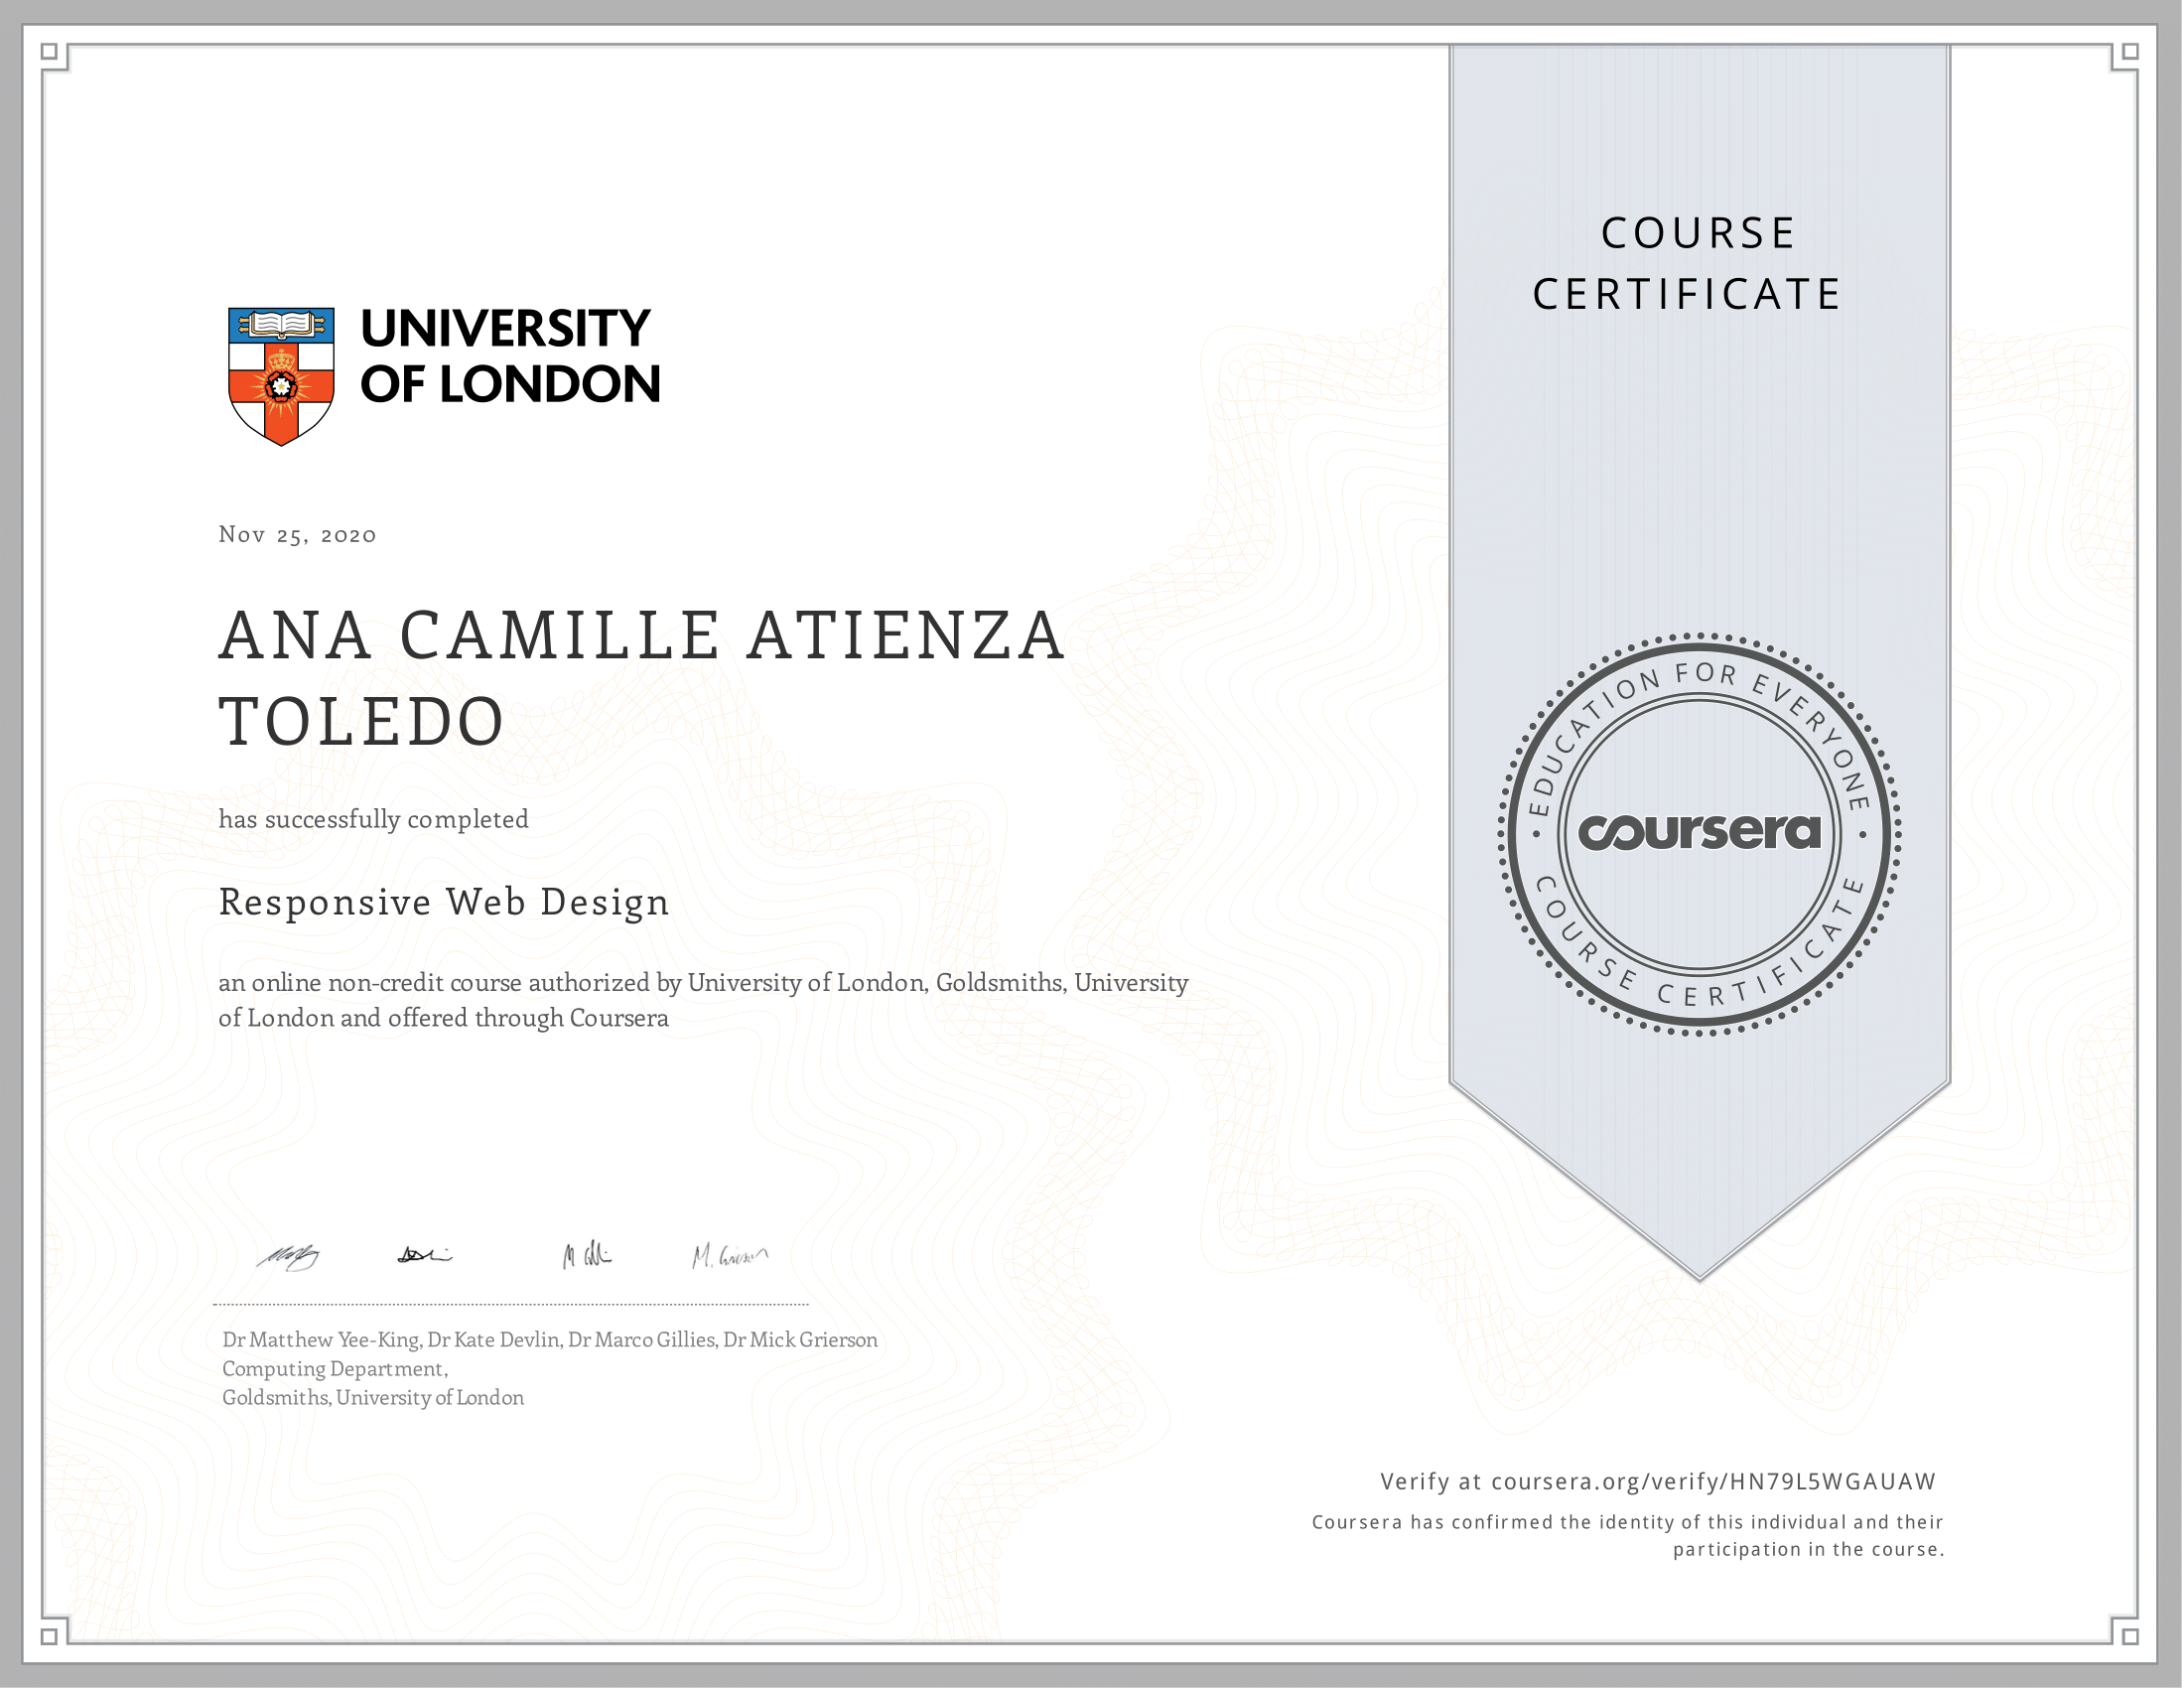 UNIVERSITY
OF LONDON
Nov 25, 2020
ANA CAMILLE ATIENZA
TOLEDO
has successfully completed
Responsive Web Design
an online non-credit course authorized by University of London, Goldsmiths, University
of London and offered through Coursera
M. Grierson
Dr Matthew Yee-King, Dr Kate Devlin, Dr Marco Gillies, Dr Mick Grierson
Computing Department,
Goldsmiths, University of London
COURSE
CERTIFICATE
• EDUCATION FOR EVERYONE •
coursera
COURSE CERTIFICATE
Verify at coursera.org/verify/HN79L5WGAUAW
Coursera has confirmed the identity of this individual and their
participation in the course.